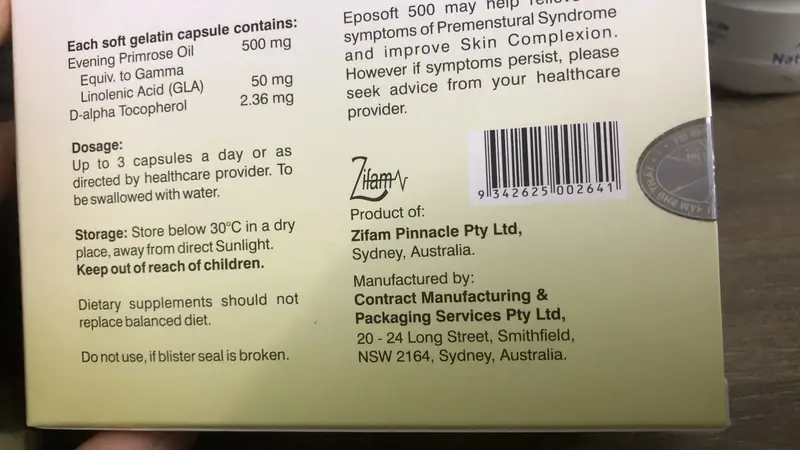 Each soft gelatin capsule contains:
Evening Primrose Oil 500 mg
Equiv. to Gamma
Linolenic Acid (GLA) 50 mg
D-alpha Tocopherol 2.36 mg
Dosage:
Up to 3 capsules a day or as
directed by healthcare provider. To
be swallowed with water.
Storage: Store below 30°C in a dry
place, away from direct Sunlight.
Keep out of reach of children.
Dietary supplements should not
replace balanced diet.
Do not use, if blister seal is broken.
Eposoft 500 may help
symptoms of Premenstural Syndrome
and improve Skin Complexion.
However if symptoms persist, please
seek advice from your healthcare
provider.
Zifam
9 342625 002641
Product of:
Zifam Pinnacle Pty Ltd,
Sydney, Australia.
Manufactured by:
Contract Manufacturing &
Packaging Services Pty Ltd,
20 - 24 Long Street, Smithfield,
NSW 2164, Sydney, Australia.
Nat